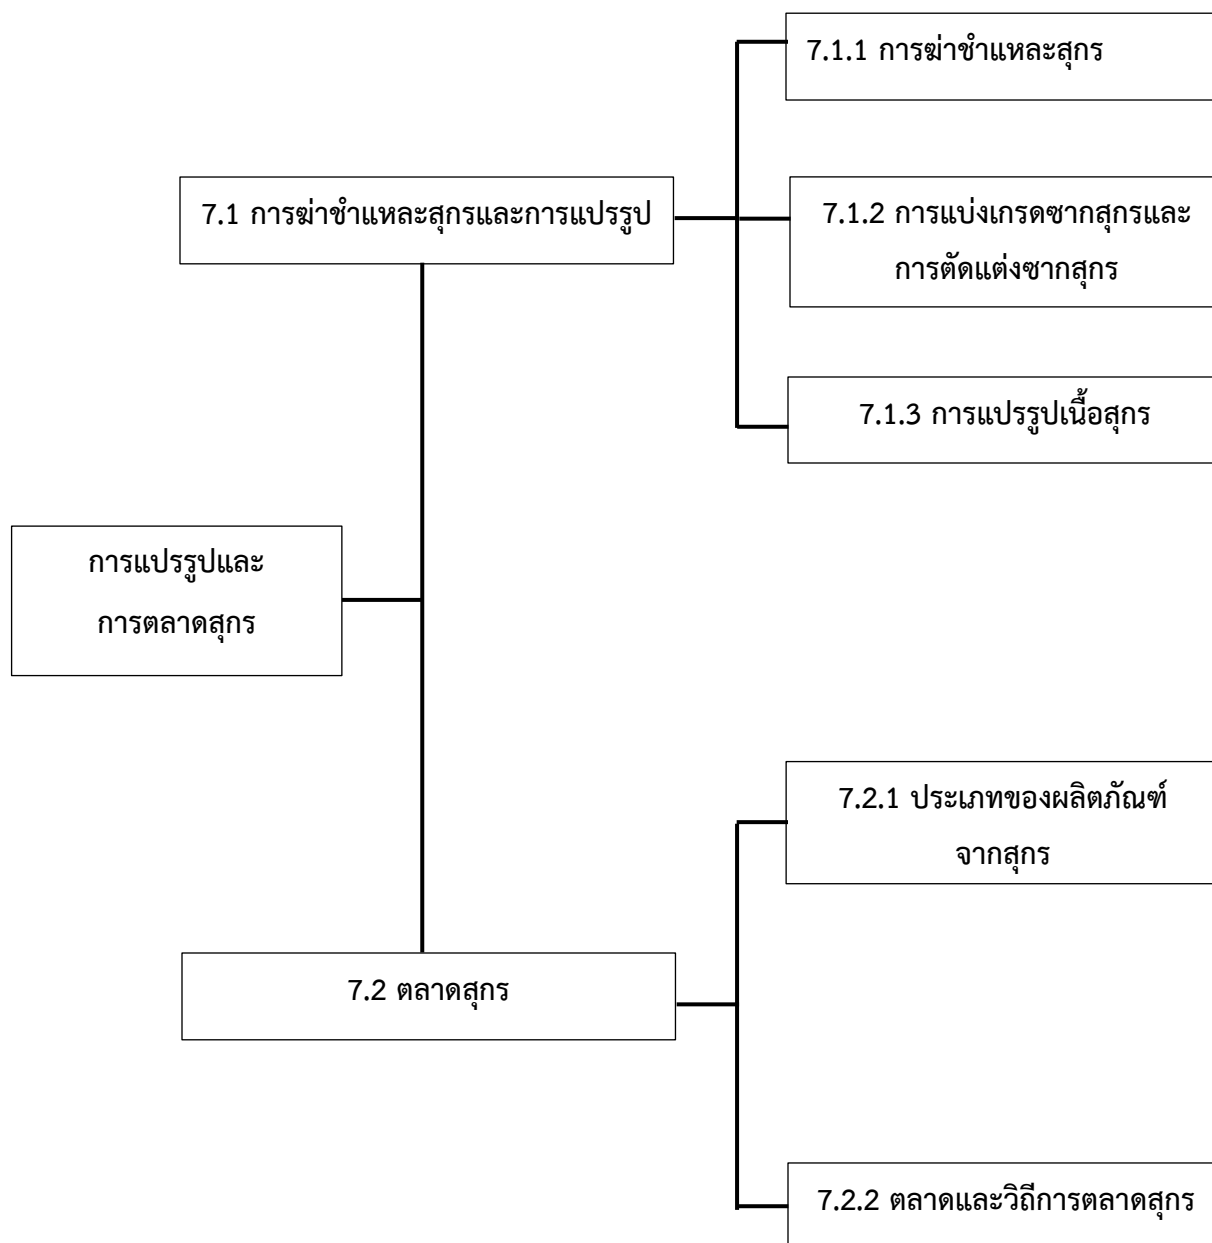 7.1.1 การฆ่าชำแหละสุกร
7.1 การฆ่าชำแหละสุกรและการแปรรูป
7.1.2 การแบ่งเกรดซากสุกรและ
การตัดแต่งซากสุกร
7.1.3 การแปรรูปเนื้อสุกร
การแปรรูปและ
การตลาดสุกร
7.2.1 ประเภทของผลิตภัณฑ์
จากสุกร
7.2 ตลาดสุกร
7.2.2 ตลาดและวิถีการตลาดสุกร